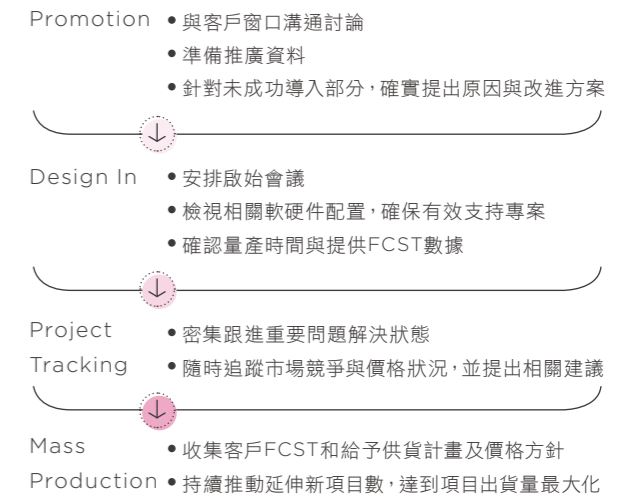 Promotion • 與客戶窗口溝通討論
• 準備推廣資料
• 針對未成功導入部分，確實提出原因與改進方案
Design In • 安排啟始會議
• 檢視相關軟硬件配置，確保有效支持專案
• 確認量產時間與提供FCST數據
Project • 密集跟進重要問題解決狀態
Tracking • 隨時追蹤市場競爭與價格狀況，並提出相關建議
Mass • 收集客戶FCST和給予供貨計畫及價格方針
Production • 持續推動延伸新項目數，達到項目出貨量最大化